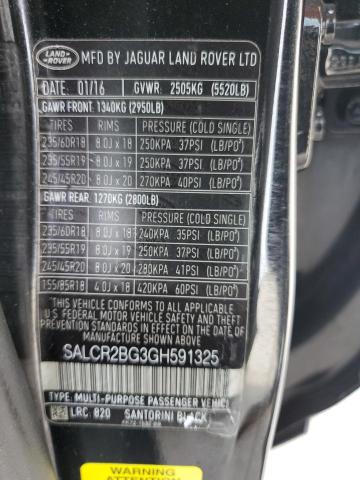 LAND-ROVER MFD BY JAGUAR LAND ROVER LTD
DATE: 01/16 GVWR: 2505KG (5520LB)
GAWR FRONT: 1340KG (2950LB)
TIRES RIMS PRESSURE (COLD SINGLE)
235/60R18 8.0J x 18 250KPA 37PSI (LB/PO²)
235/55R19 8.0J x 19 250KPA 37PSI (LB/PO²)
245/45R20 8.0J x 20 270KPA 40PSI (LB/PO²)
GAWR REAR: 1270KG (2800LB)
TIRES RIMS PRESSURE (COLD SINGLE)
235/60R18 8.0J x 18 240KPA 35PSI (LB/PO²)
235/55R19 8.0J x 19 250KPA 37PSI (LB/PO²)
245/45R20 8.0J x 20 280KPA 41PSI (LB/PO²)
155/85R18 4.0J x 18 420KPA 60PSI (LB/PO²)
THIS VEHICLE CONFORMS TO ALL APPLICABLE
U.S. FEDERAL MOTOR VEHICLE SAFETY AND
THEFT PREVENTION STANDARDS IN EFFECT ON THE DATE
OF MANUFACTURE SHOWN ABOVE.
SALCR2BG3GH591325
TYPE: MULTI-PURPOSE PASSENGER VEHICLE
LRC: 820 SANTORINI BLACK
WARNING/ADVERTISSEMENT